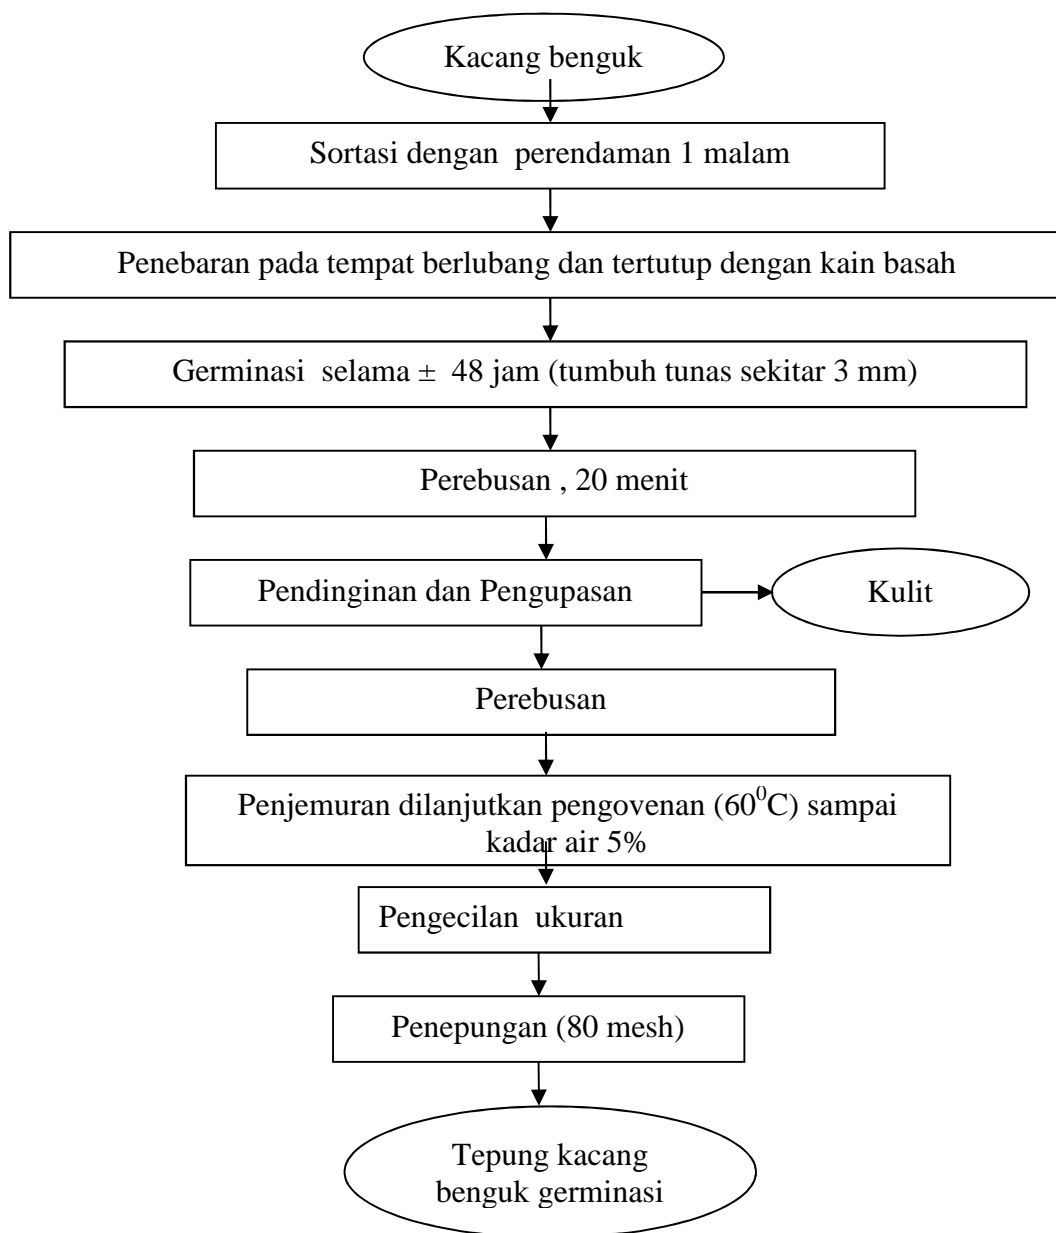 Kacang benguk
Sortasi dengan  perendaman 1 malam
Penebaran pada tempat berlubang dan tertutup dengan kain basah
Germinasi  selama ±  48 jam (tumbuh tunas sekitar 3 mm)
Perebusan , 20 menit
Pendinginan dan Pengupasan
Kulit
Perebusan
Penjemuran dilanjutkan pengovenan (60⁰C) sampai
kadar air 5%
Pengecilan  ukuran
Penepungan (80 mesh)
Tepung kacang
benguk germinasi